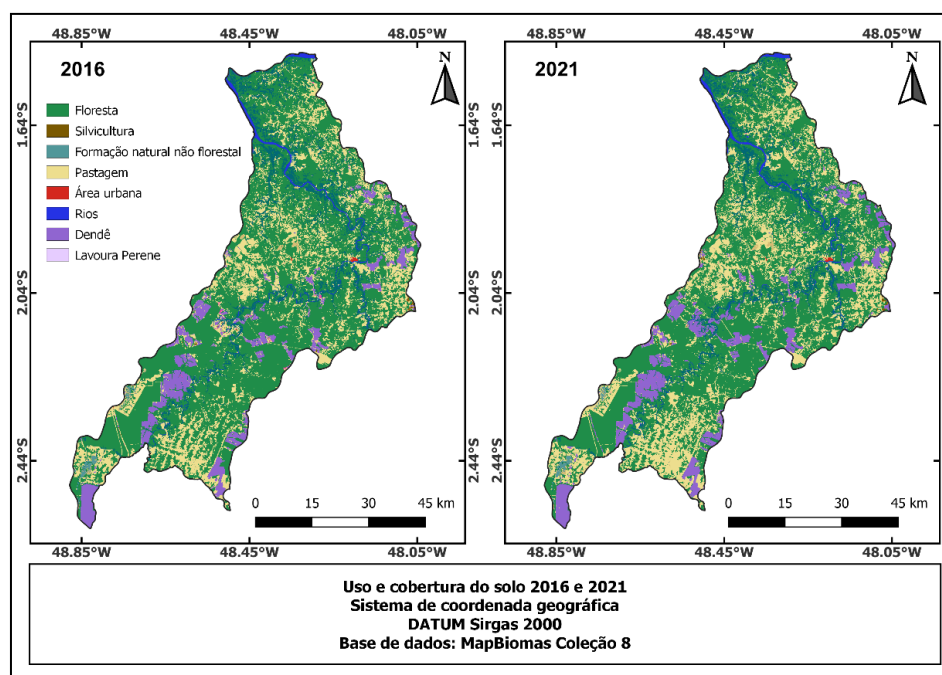 48.85°W 48.45°W 48.05°W
48.85°W 48.45°W 48.05°W
2016
N
2021
N
Floresta
Silvicultura
Formação natural não florestal
Pastagem
Área urbana
Rios
Dendê
Lavoura Perene
1.64°S
2.04°S
2.44°S
1.64°S
2.04°S
2.44°S
0 15 30 45 km
0 15 30 45 km
48.85°W 48.45°W 48.05°W
48.85°W 48.45°W 48.05°W
Uso e cobertura do solo 2016 e 2021
Sistema de coordenada geográfica
DATUM Sirgas 2000
Base de dados: MapBiomas Coleção 8